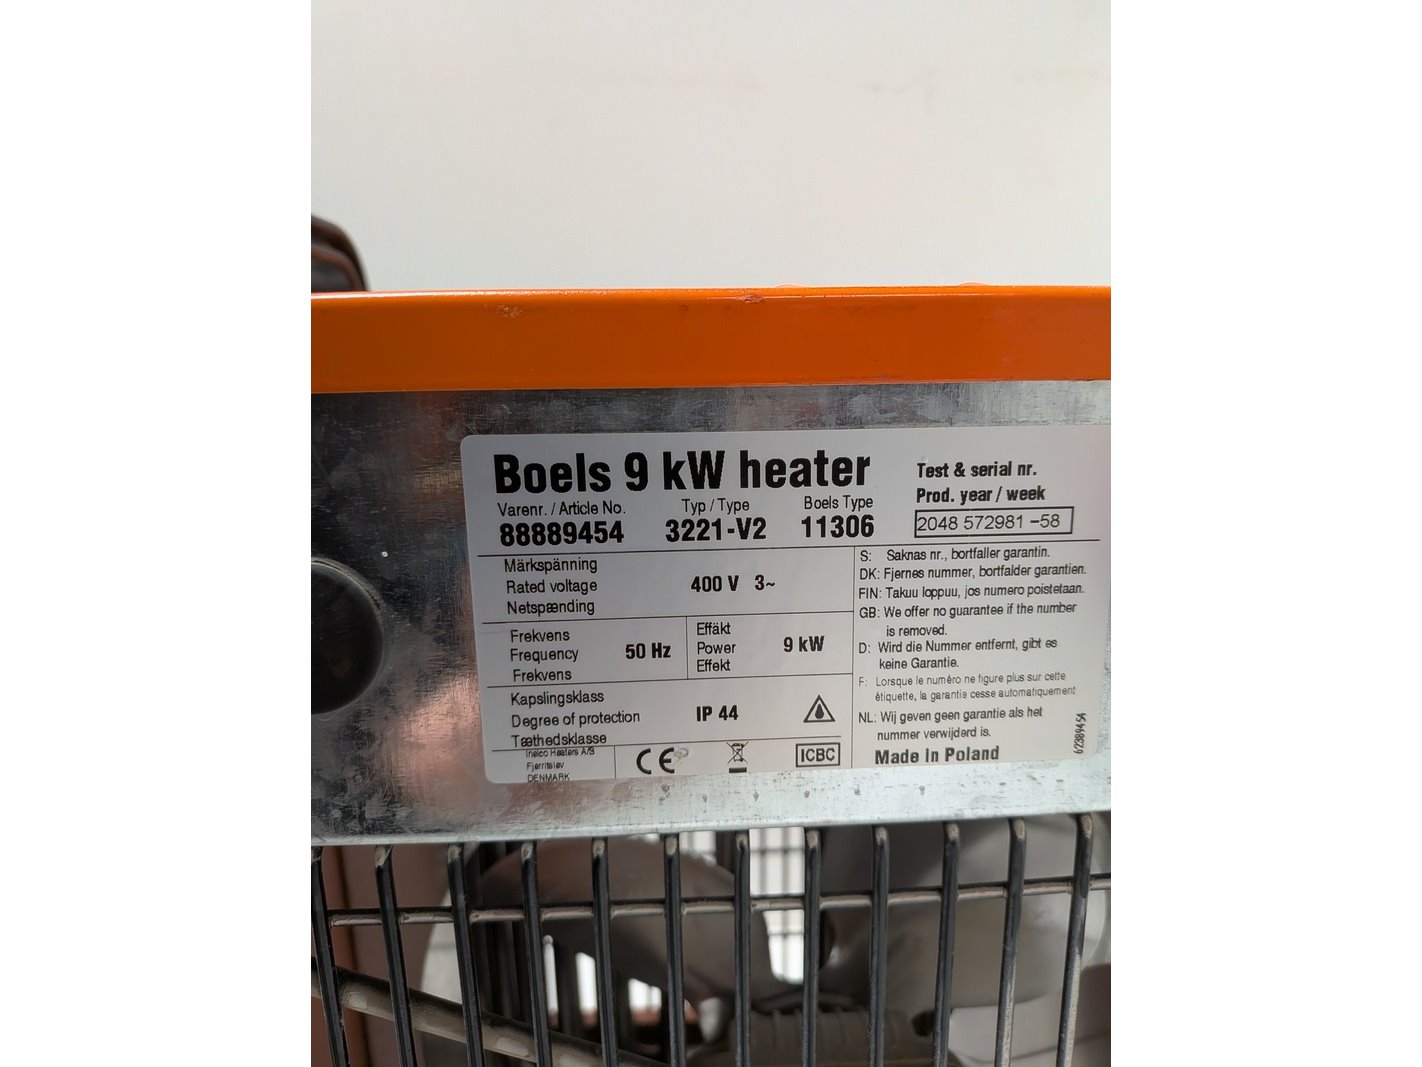 Boels 9 kW heater
Varenr. / Article No. Typ / Type Boels Type
88889454 3221-V2 11306
Test & serial nr.
Prod. year / week
2048 572981 -58
Märkspänning
Rated voltage 400 V 3~
Netspænding
Frekvens
Frequency 50 Hz
Frekvens
Effäkt
Power 9 kW
Effekt
Kapslingsklass
Degree of protection IP 44
Tæthedsklasse
Inelco Heaters A/S
Fjerritslev
DENMARK
CE
ICBC
S: Saknas nr., bortfaller garantin.
DK: Fjernes nummer, bortfalder garantien.
FIN: Takuu loppuu, jos numero poistetaan.
GB: We offer no guarantee if the number
is removed.
D: Wird die Nummer entfernt, gibt es
keine Garantie.
F: Lorsque le numéro ne figure plus sur cette
étiquette, la garantie cesse automatiquement
NL: Wij geven geen garantie als het
nummer verwijderd is.
Made In Poland
62389454